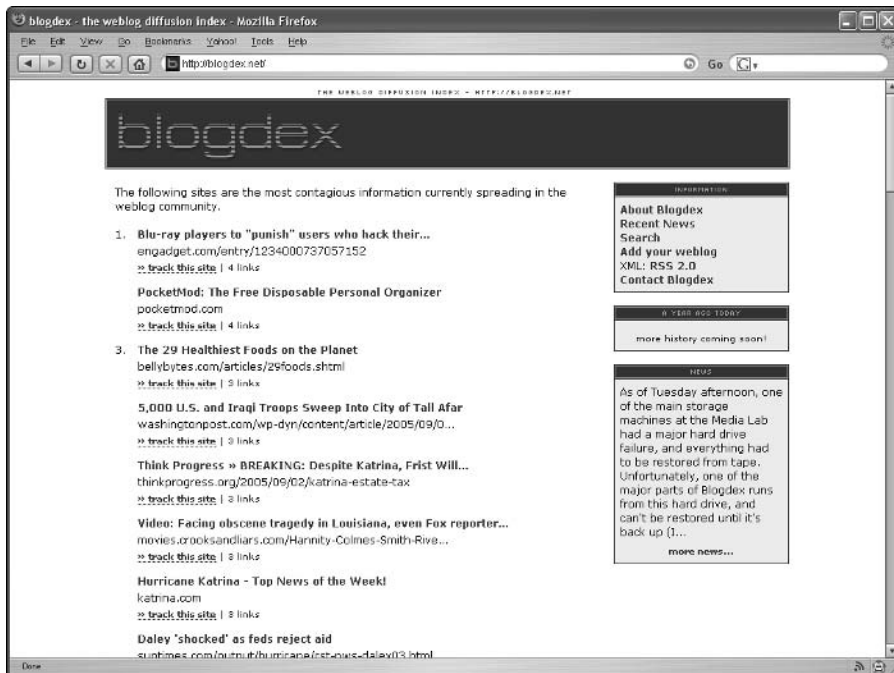 blogdex - the weblog diffusion index - Mozilla Firefox
File Edit View Go Bookmarks Yahoo! Tools Help
http://blogdex.net/
Go
THE WEBLOG DIFFUSION INDEX - HTTP://BLOGDEX.NET
blogdex
The following sites are the most contagious information currently spreading in the
weblog community.
1. Blu-ray players to "punish" users who hack their...
engadget.com/entry/1234000737057152
» track this site | 4 links
PocketMod: The Free Disposable Personal Organizer
pocketmod.com
» track this site | 4 links
3. The 29 Healthiest Foods on the Planet
bellybytes.com/articles/29foods.shtml
» track this site | 3 links
5,000 U.S. and Iraqi Troops Sweep Into City of Tall Afar
washingtonpost.com/wp-dyn/content/article/2005/09/0...
» track this site | 3 links
Think Progress » BREAKING: Despite Katrina, Frist Will...
thinkprogress.org/2005/09/02/katrina-estate-tax
» track this site | 3 links
Video: Facing obscene tragedy in Louisiana, even Fox reporter...
movies.crooksandliars.com/Hannity-Colmes-Smith-Rive...
» track this site | 3 links
Hurricane Katrina - Top News of the Week!
katrina.com
» track this site | 3 links
Daley 'shocked' as feds reject aid
suntimes.com/output/hurricane/cst-nws-daley03.html
INFORMATION
About Blogdex
Recent News
Search
Add your weblog
XML: RSS 2.0
Contact Blogdex
A YEAR AGO TODAY
more history coming soon!
NEWS
As of Tuesday afternoon, one
of the main storage
machines at the Media Lab
had a major hard drive
failure, and everything had
to be restored from tape.
Unfortunately, one of the
major parts of Blogdex runs
from this hard drive, and
can't be restored until it's
back up (I...
more news...
Done